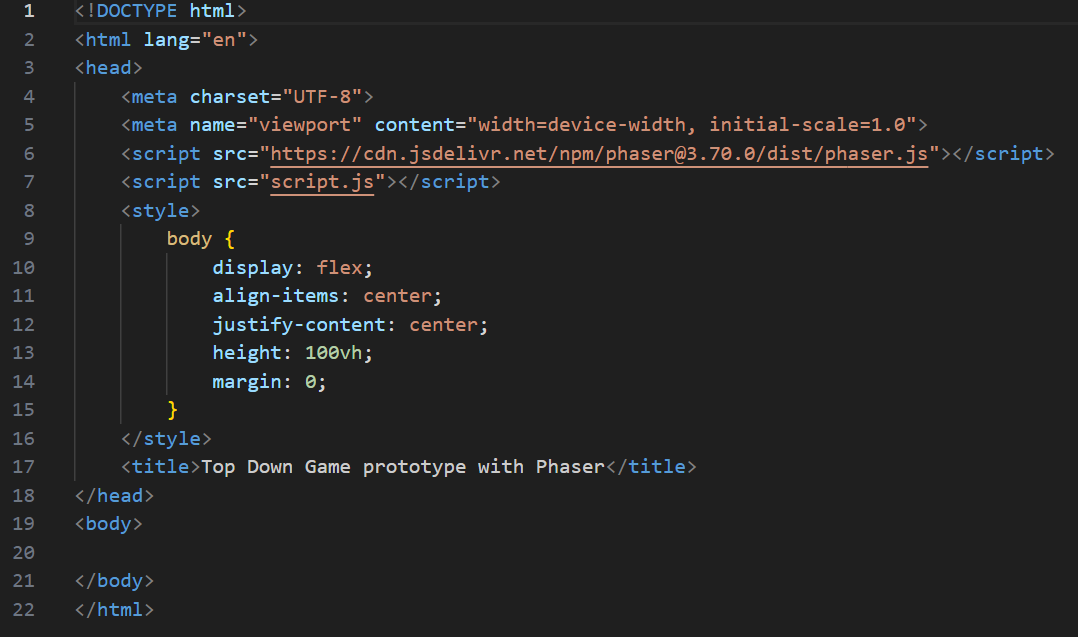 1 <!DOCTYPE html>
2 <html lang="en">
3 <head>
4     <meta charset="UTF-8">
5     <meta name="viewport" content="width=device-width, initial-scale=1.0">
6     <script src="https://cdn.jsdelivr.net/npm/phaser@3.70.0/dist/phaser.js"></script>
7     <script src="script.js"></script>
8     <style>
9         body {
10             display: flex;
11             align-items: center;
12             justify-content: center;
13             height: 100vh;
14             margin: 0;
15         }
16     </style>
17     <title>Top Down Game prototype with Phaser</title>
18 </head>
19 <body>
20
21 </body>
22 </html>